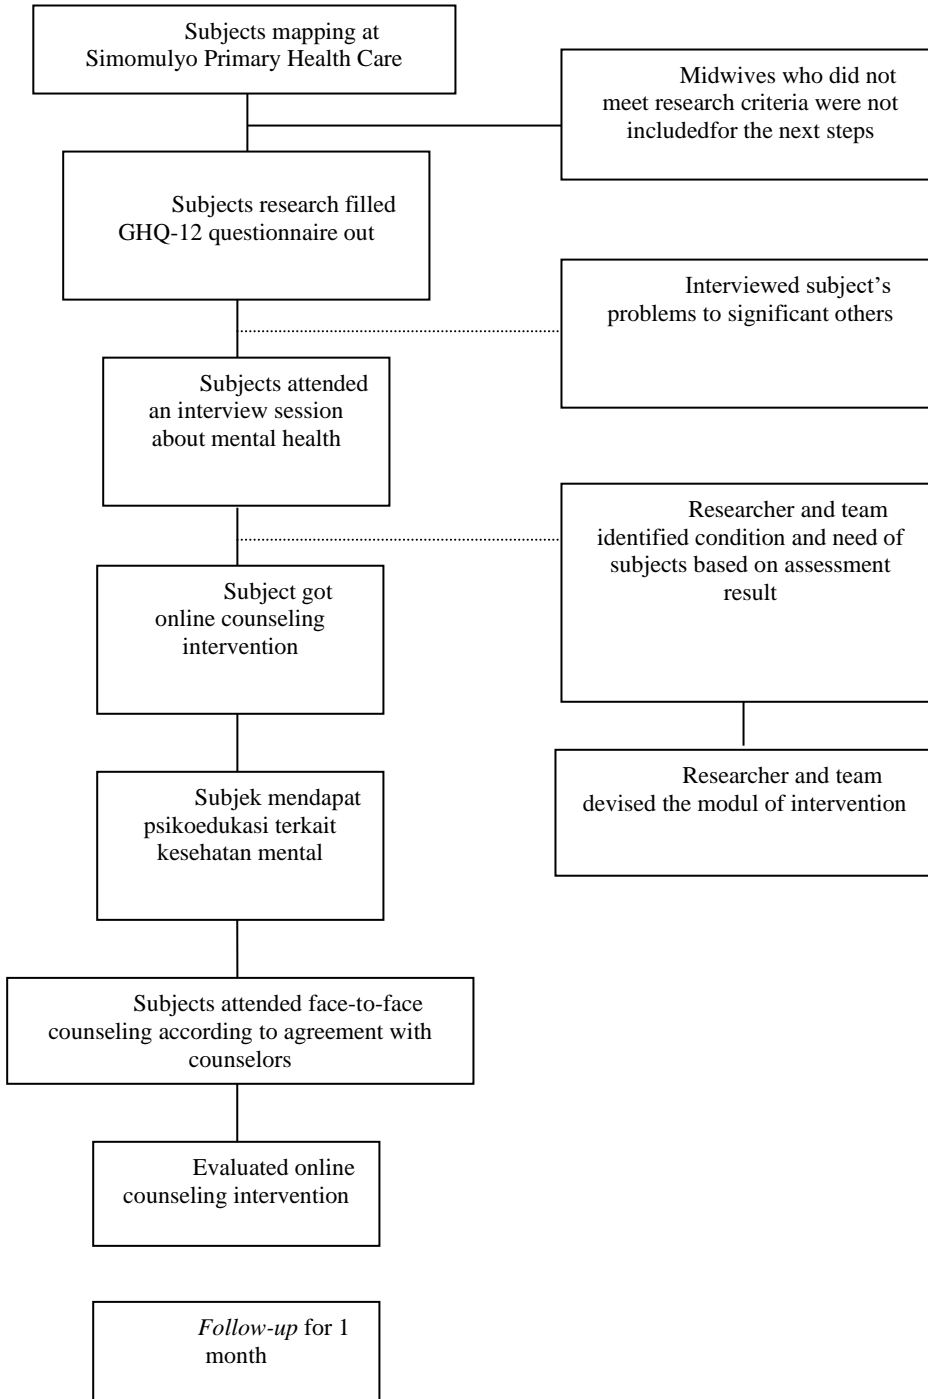 Subjects mapping at
Simomulyo Primary Health Care
Midwives who did not
meet research criteria were not
includedfor the next steps
Subjects research filled
GHQ-12 questionnaire out
Interviewed subject’s
problems to significant others
Subjects attended
an interview session
about mental health
Researcher and team
identified condition and need of
subjects based on assessment
result
Subject got
online counseling
intervention
Researcher and team
devised the modul of intervention
Subjek mendapat
psikoedukasi terkait
kesehatan mental
Subjects attended face-to-face
counseling according to agreement with
counselors
Evaluated online
counseling intervention
Follow-up for 1
month